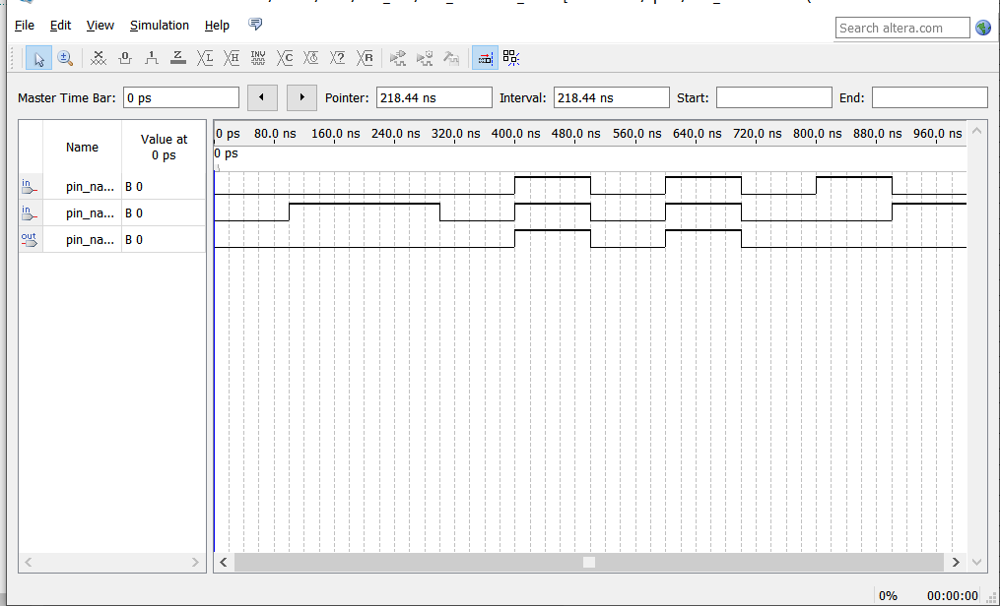 File Edit View Simulation Help
Search altera.com
Master Time Bar: 0 ps Pointer: 218.44 ns Interval: 218.44 ns Start: End:
Name Value at 0 ps
0 ps 80.0 ns 160.0 ns 240.0 ns 320.0 ns 400.0 ns 480.0 ns 560.0 ns 640.0 ns 720.0 ns 800.0 ns 880.0 ns 960.0 ns
0 ps
in pin_na... B 0
in pin_na... B 0
out pin_na... B 0
0% 00:00:00